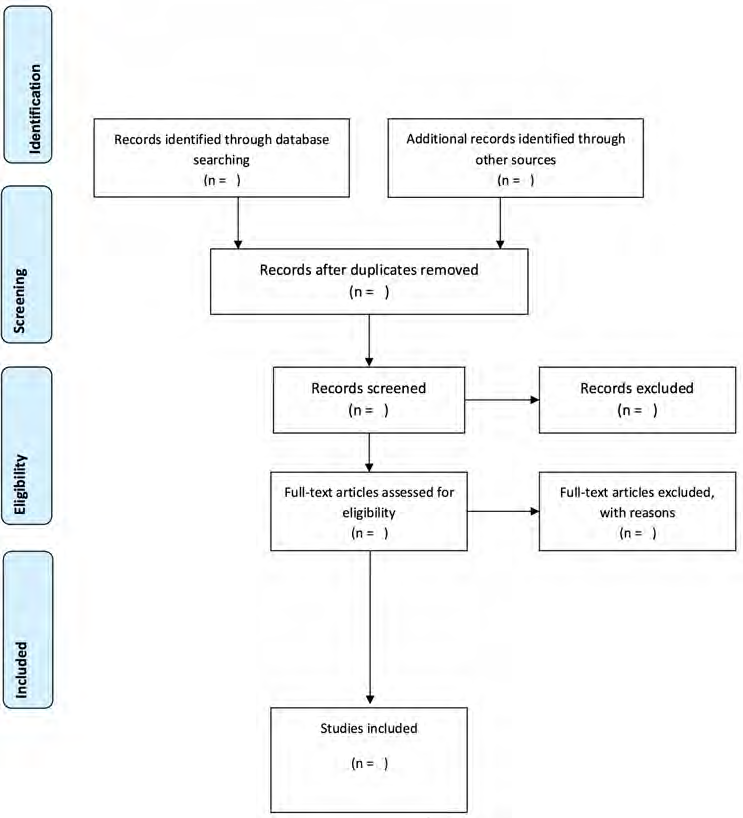 Identification
Records identified through database
searching
(n =   )
Additional records identified through
other sources
(n =   )
Screening
Records after duplicates removed
(n =   )
Records screened
(n =   )
Records excluded
(n =   )
Eligibility
Full-text articles assessed for
eligibility
(n =   )
Full-text articles excluded,
with reasons
(n =   )
Included
Studies included
(n =   )